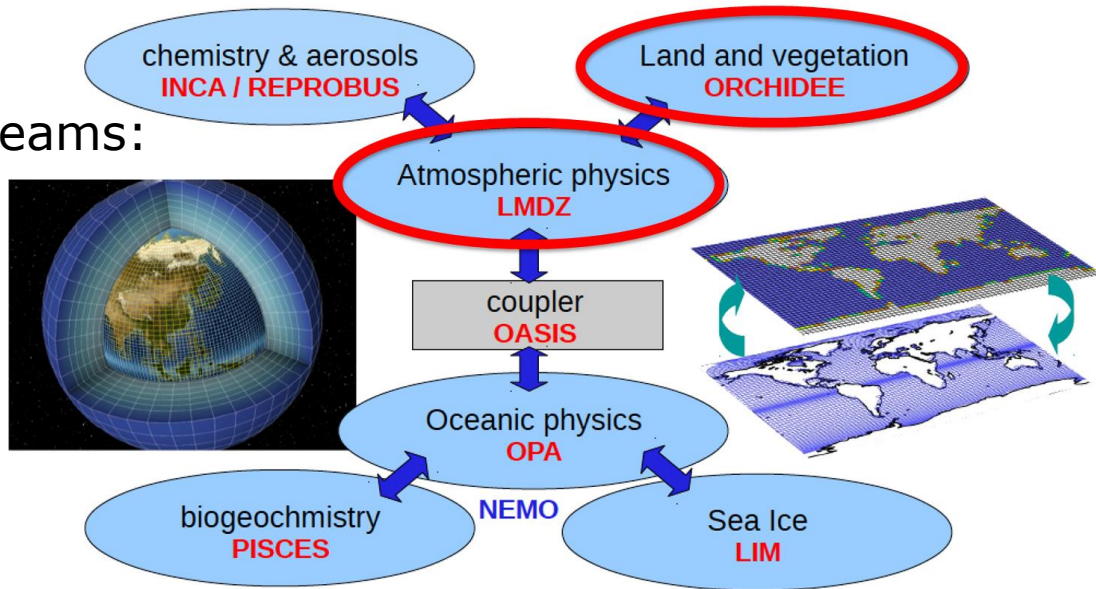 chemistry & aerosols
INCA / REPROBUS
Land and vegetation
ORCHIDEE
eams:
Atmospheric physics
LMDZ
coupler
OASIS
Oceanic physics
OPA
NEMO
biogeochmistry
PISCES
Sea Ice
LIM